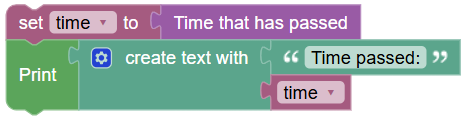 set time to Time that has passed
Print create text with “ Time passed: ”
time